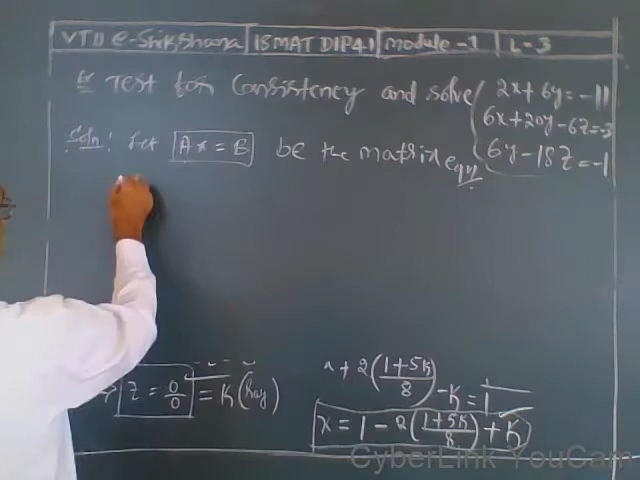 VTU e-Shikshana 15MATDIP41 Module-1 L-3
Ex Test for Consistency and solve 2x+6y=-11
6x+20y-6z=-3
6y-18z=-1
Soln: Let AX = B be the matrix eqn
z = 0/0 = K (say)
x + 2((1+5K)/8) - K = 1
x = 1 - 2((1+5K)/8) + K
CyberLink YouCam